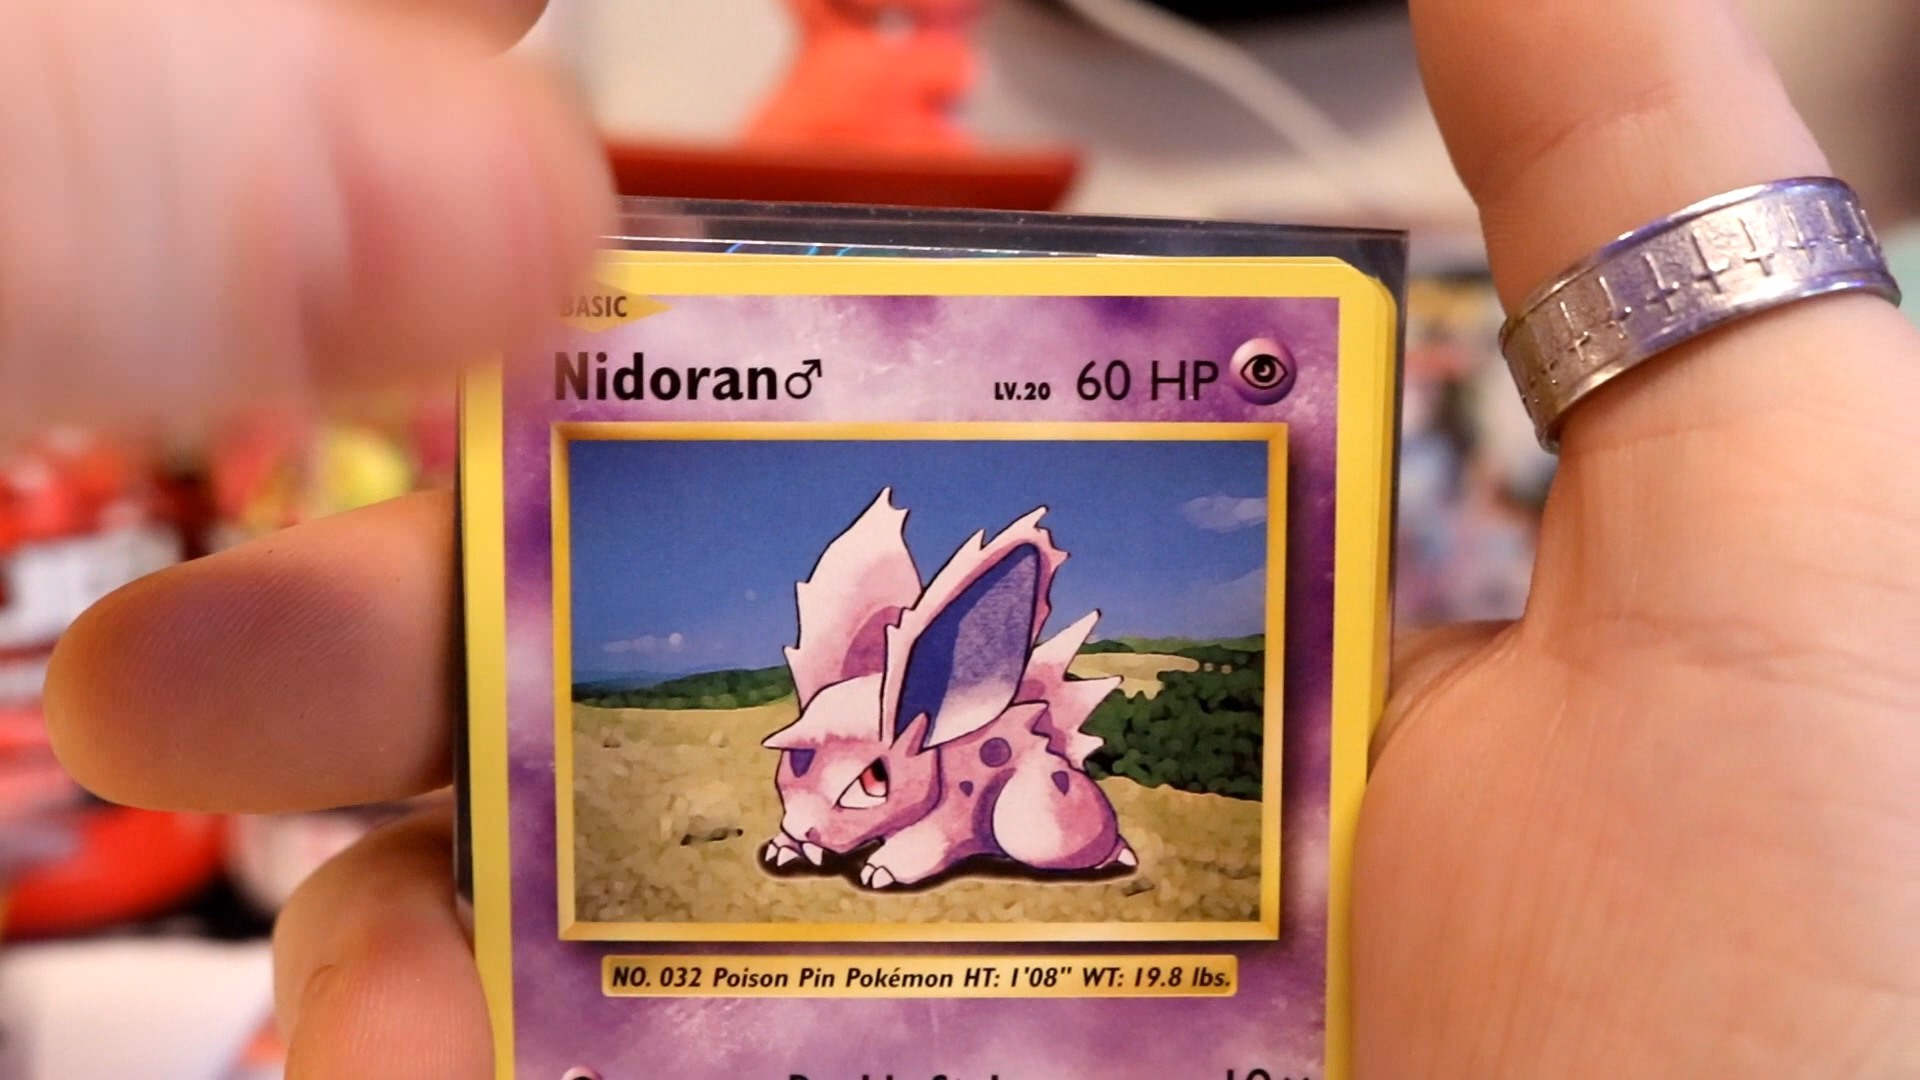 BASIC
Nidoran♂ LV.20 60 HP
NO. 032 Poison Pin Pokémon HT: 1'08" WT: 19.8 lbs.